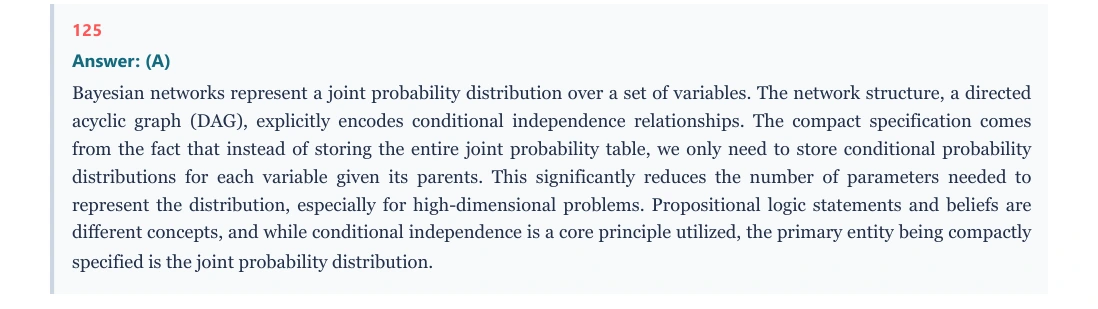 125
Answer: (A)
Bayesian networks represent a joint probability distribution over a set of variables. The network structure, a directed
acyclic graph (DAG), explicitly encodes conditional independence relationships. The compact specification comes
from the fact that instead of storing the entire joint probability table, we only need to store conditional probability
distributions for each variable given its parents. This significantly reduces the number of parameters needed to
represent the distribution, especially for high-dimensional problems. Propositional logic statements and beliefs are
different concepts, and while conditional independence is a core principle utilized, the primary entity being compactly
specified is the joint probability distribution.